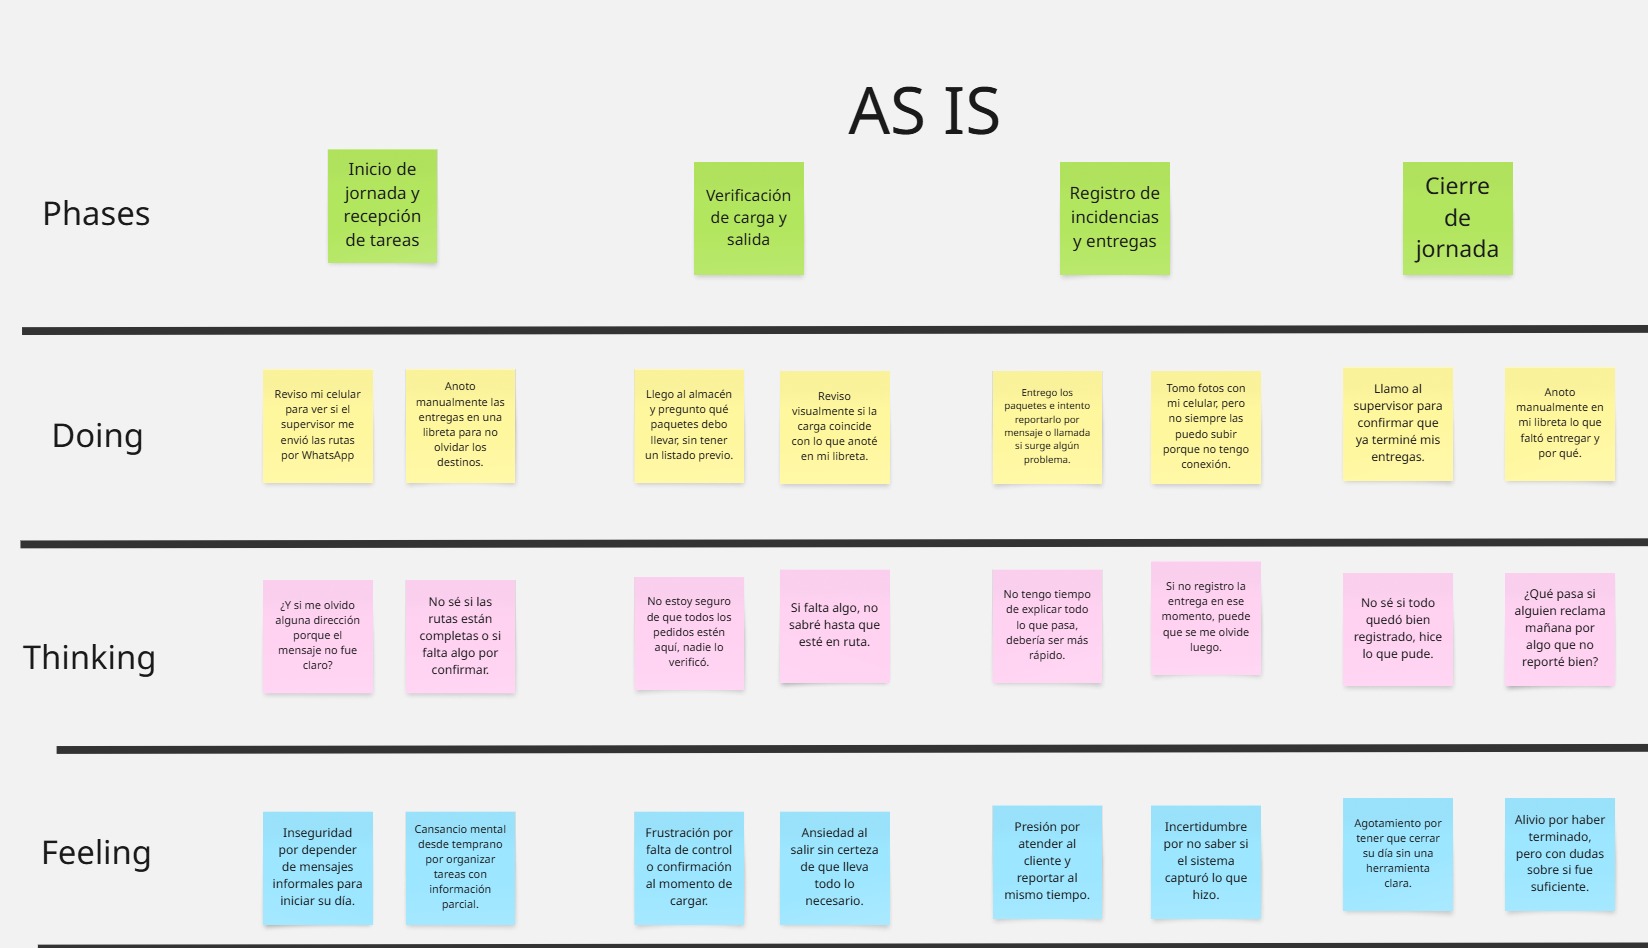 AS IS
Phases
Inicio de
jornada y
recepción
de tareas
Verificación
de carga y
salida
Registro de
incidencias
y entregas
Cierre
de
jornada
Doing
Reviso mi celular
para ver si el
supervisor me
envió las rutas
por WhatsApp
Anoto
manualmente las
entregas en una
libreta para no
olvidar los
destinos.
Llego al almacén
y pregunto qué
paquetes debo
llevar, sin tener
un listado previo.
Reviso
visualmente si la
carga coincide
con lo que anoté
en mi libreta.
Entrego los
paquetes e intento
reportarlo por
mensaje o llamada
si surge algún
problema.
Tomo fotos con
mi celular, pero
no siempre las
puedo subir
porque no tengo
conexión.
Llamo al
supervisor para
confirmar que
ya terminé mis
entregas.
Anoto
manualmente en
mi libreta lo que
faltó entregar y
por qué.
Thinking
¿Y si me olvido
alguna dirección
porque el
mensaje no fue
claro?
No sé si las
rutas están
completas o si
falta algo por
confirmar.
No estoy seguro
de que todos los
pedidos estén
aquí, nadie lo
verificó.
Si falta algo, no
sabré hasta que
esté en ruta.
No tengo tiempo
de explicar todo
lo que pasa,
debería ser más
rápido.
Si no registro la
entrega en ese
momento, puede
que se me olvide
luego.
No sé si todo
quedó bien
registrado, hice
lo que pude.
¿Qué pasa si
alguien reclama
mañana por
algo que no
reporté bien?
Feeling
Inseguridad
por depender
de mensajes
informales para
iniciar su día.
Cansancio mental
desde temprano
por organizar
tareas con
información
parcial.
Frustración por
falta de control
o confirmación
al momento de
cargar.
Ansiedad al
salir sin certeza
de que lleva
todo lo
necesario.
Presión por
atender al
cliente y
reportar al
mismo tiempo.
Incertidumbre
por no saber si
el sistema
capturó lo que
hizo.
Agotamiento por
tener que cerrar
su día sin una
herramienta
clara.
Alivio por haber
terminado,
pero con dudas
sobre si fue
suficiente.